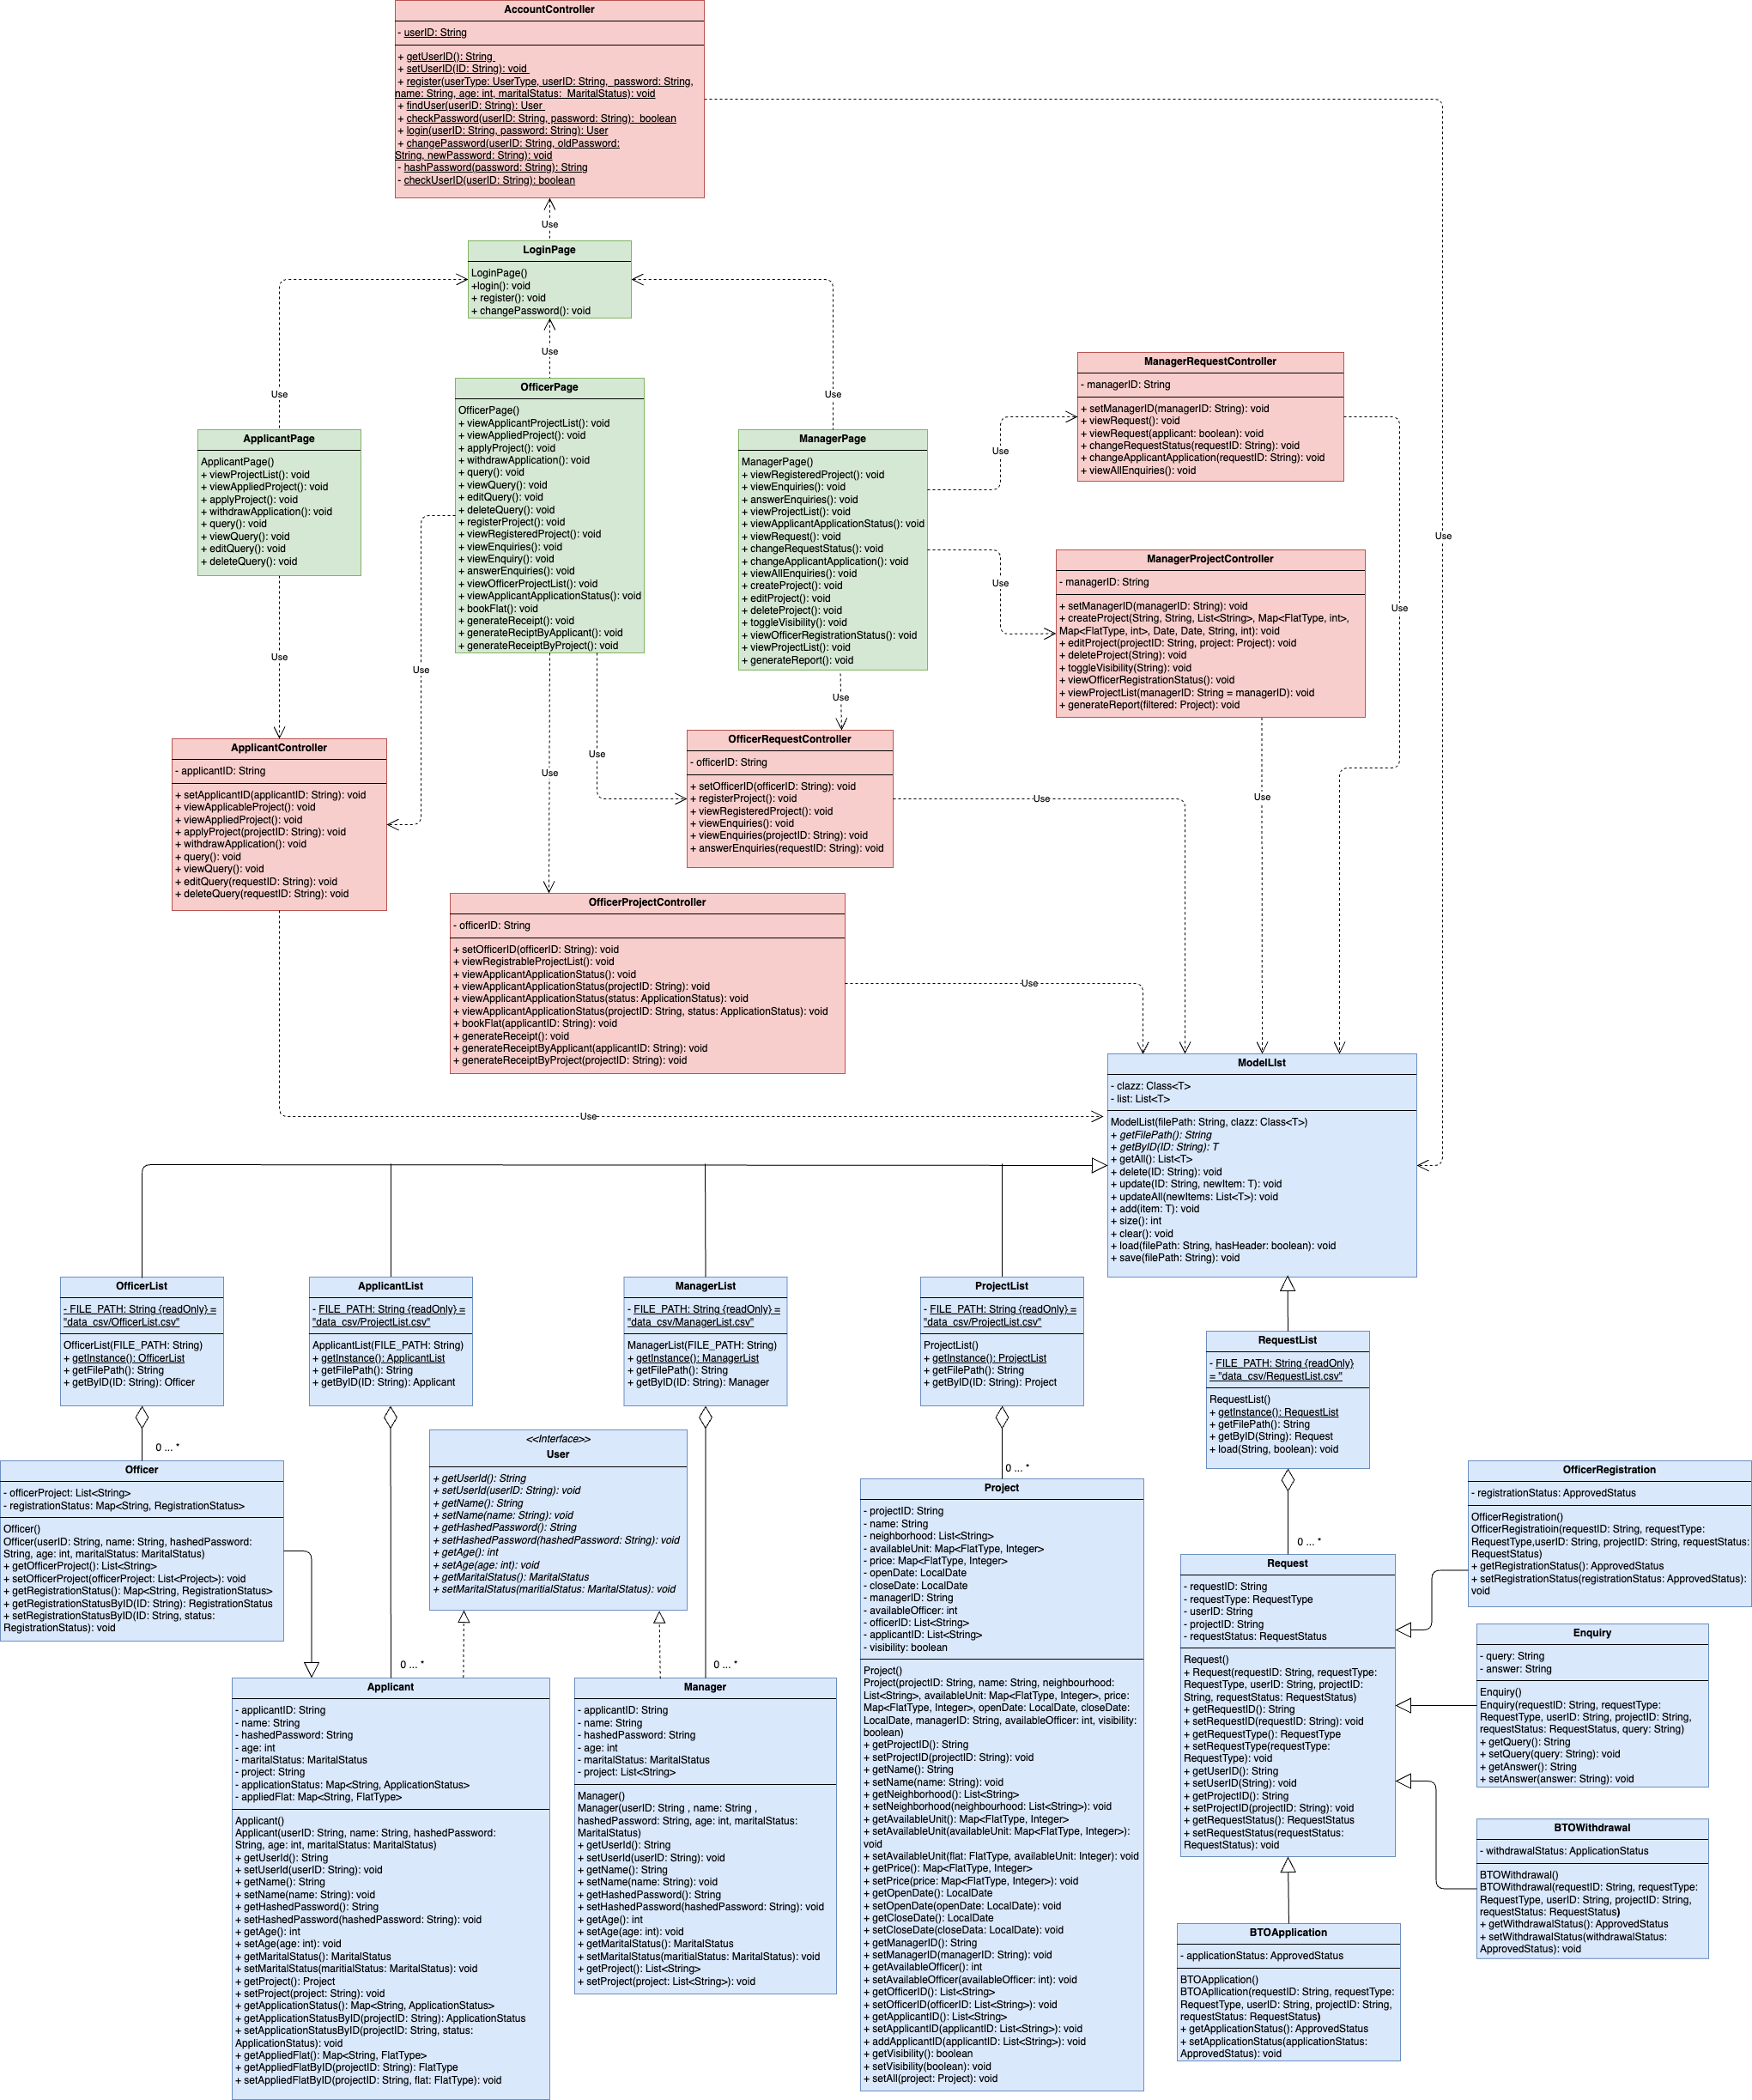 AccountController
- userID: String
+ getUserID(): String
+ setUserID(ID: String): void
+ register(userType: UserType, userID: String, password: String,
name: String, age: int, maritalStatus: MaritalStatus): void
+ findUser(userID: String): User
+ checkPassword(userID: String, password: String): boolean
+ login(userID: String, password: String): User
+ changePassword(userID: String, oldPassword:
String, newPassword: String): void
- hashPassword(password: String): String
- checkUserID(userID: String): boolean
Use
LoginPage
LoginPage()
+login(): void
+ register(): void
+ changePassword(): void
Use
Use
Use
Use
ApplicantPage
ApplicantPage()
+ viewProjectList(): void
+ viewAppliedProject(): void
+ applyProject(): void
+ withdrawApplication(): void
+ query(): void
+ viewQuery(): void
+ editQuery(): void
+ deleteQuery(): void
OfficerPage
OfficerPage()
+ viewApplicantProjectList(): void
+ viewAppliedProject(): void
+ applyProject(): void
+ withdrawApplication(): void
+ query(): void
+ viewQuery(): void
+ editQuery(): void
+ deleteQuery(): void
+ registerProject(): void
+ viewRegisteredProject(): void
+ viewEnquiries(): void
+ viewEnquiry(): void
+ answerEnquiries(): void
+ viewOfficerProjectList(): void
+ viewApplicantApplicationStatus(): void
+ bookFlat(): void
+ generateReceipt(): void
+ generateReciptByApplicant(): void
+ generateReceiptByProject(): void
ManagerPage
ManagerPage()
+ viewRegisteredProject(): void
+ viewEnquiries(): void
+ answerEnquiries(): void
+ viewProjectList(): void
+ viewApplicantApplicationStatus(): void
+ viewRequest(): void
+ changeRequestStatus(): void
+ changeApplicantApplication(): void
+ viewAllEnquiries(): void
+ createProject(): void
+ editProject(): void
+ deleteProject(): void
+ toggleVisibility(): void
+ viewOfficerRegistrationStatus(): void
+ viewProjectList(): void
+ generateReport(): void
Use
Use
ManagerRequestController
- managerID: String
+ setManagerID(managerID: String): void
+ viewRequest(): void
+ viewRequest(applicant: boolean): void
+ changeRequestStatus(requestID: String): void
+ changeApplicantApplication(requestID: String): void
+ viewAllEnquiries(): void
ManagerProjectController
- managerID: String
+ setManagerID(managerID: String): void
+ createProject(String, String, List<String>, Map<FlatType, int>,
Map<FlatType, int>, Date, Date, String, int): void
+ editProject(projectID: String, project: Project): void
+ deleteProject(String): void
+ toggleVisibility(String): void
+ viewOfficerRegistrationStatus(): void
+ viewProjectList(managerID: String = managerID): void
+ generateReport(filtered: Project): void
Use
Use
Use
Use
Use
Use
Use
ApplicantController
- applicantID: String
+ setApplicantID(applicantID: String): void
+ viewApplicableProject(): void
+ viewAppliedProject(): void
+ applyProject(projectID: String): void
+ withdrawApplication(): void
+ query(): void
+ viewQuery(): void
+ editQuery(requestID: String): void
+ deleteQuery(requestID: String): void
OfficerRequestController
- officerID: String
+ setOfficerID(officerID: String): void
+ registerProject(): void
+ viewRegisteredProject(): void
+ viewEnquiries(): void
+ viewEnquiries(projectID: String): void
+ answerEnquiries(requestID: String): void
Use
Use
OfficerProjectController
- officerID: String
+ setOfficerID(officerID: String): void
+ viewRegistrableProjectList(): void
+ viewApplicantApplicationStatus(): void
+ viewApplicantApplicationStatus(projectID: String): void
+ viewApplicantApplicationStatus(status: ApplicationStatus): void
+ viewApplicantApplicationStatus(projectID: String, status: ApplicationStatus): void
+ bookFlat(applicantID: String): void
+ generateReceipt(): void
+ generateReceiptByApplicant(applicantID: String): void
+ generateReceiptByProject(projectID: String): void
Use
Use
ModelLIst
- clazz: Class<T>
- list: List<T>
ModelList(filePath: String, clazz: Class<T>)
+ getFilePath(): String
+ getByID(ID: String): T
+ getAll(): List<T>
+ delete(ID: String): void
+ update(ID: String, newItem: T): void
+ updateAll(newItems: List<T>): void
+ add(item: T): void
+ size(): int
+ clear(): void
+ load(filePath: String, hasHeader: boolean): void
+ save(filePath: String): void
OfficerList
- FILE_PATH: String {readOnly} =
"data_csv/OfficerList.csv"
OfficerList(FILE_PATH: String)
+ getInstance(): OfficerList
+ getFilePath(): String
+ getByID(ID: String): Officer
ApplicantList
- FILE_PATH: String {readOnly} =
"data_csv/ProjectList.csv"
ApplicantList(FILE_PATH: String)
+ getInstance(): ApplicantList
+ getFilePath(): String
+ getByID(ID: String): Applicant
ManagerList
- FILE_PATH: String {readOnly} =
"data_csv/ManagerList.csv"
ManagerList(FILE_PATH: String)
+ getInstance(): ManagerList
+ getFilePath(): String
+ getByID(ID: String): Manager
ProjectList
- FILE_PATH: String {readOnly} =
"data_csv/ProjectList.csv"
ProjectList()
+ getInstance(): ProjectList
+ getFilePath(): String
+ getByID(ID: String): Project
RequestList
- FILE_PATH: String {readOnly}
= "data_csv/RequestList.csv"
RequestList()
+ getInstance(): RequestList
+ getFilePath(): String
+ getByID(String): Request
+ load(String, boolean): void
0 ... *
0 ... *
0 ... *
0 ... *
0 ... *
Officer
- officerProject: List<String>
- registrationStatus: Map<String, RegistrationStatus>
Officer()
Officer(userID: String, name: String, hashedPassword:
String, age: int, maritalStatus: MaritalStatus)
+ getOfficerProject(): List<String>
+ setOfficerProject(officerProject: List<Project>): void
+ getRegistrationStatus(): Map<String, RegistrationStatus>
+ getRegistrationStatusByID(ID: String): RegistrationStatus
+ setRegistrationStatusByID(ID: String, status:
RegistrationStatus): void
<<Interface>>
User
+ getUserId(): String
+ setUserId(userID: String): void
+ getName(): String
+ setName(name: String): void
+ getHashedPassword(): String
+ setHashedPassword(hashedPassword: String): void
+ getAge(): int
+ setAge(age: int): void
+ getMaritalStatus(): MaritalStatus
+ setMaritalStatus(maritialStatus: MaritalStatus): void
Applicant
- applicantID: String
- name: String
- hashedPassword: String
- age: int
- maritalStatus: MaritalStatus
- project: String
- applicationStatus: Map<String, ApplicationStatus>
- appliedFlat: Map<String, FlatType>
Applicant()
Applicant(userID: String, name: String, hashedPassword:
String, age: int, maritalStatus: MaritalStatus)
+ getUserId(): String
+ setUserId(userID: String): void
+ getName(): String
+ setName(name: String): void
+ getHashedPassword(): String
+ setHashedPassword(hashedPassword: String): void
+ getAge(): int
+ setAge(age: int): void
+ getMaritalStatus(): MaritalStatus
+ setMaritalStatus(maritialStatus: MaritalStatus): void
+ getProject(): Project
+ setProject(project: String): void
+ getApplicationStatus(): Map<String, ApplicationStatus>
+ getApplicationStatusByID(projectID: String): ApplicationStatus
+ setApplicationStatusByID(projectID: String, status:
ApplicationStatus): void
+ getAppliedFlat(): Map<String, FlatType>
+ getAppliedFlatByID(projectID: String): FlatType
+ setAppliedFlatByID(projectID: String, flat: FlatType): void
Manager
- applicantID: String
- name: String
- hashedPassword: String
- age: int
- maritalStatus: MaritalStatus
- project: List<String>
Manager()
Manager(userID: String , name: String ,
hashedPassword: String, age: int, maritalStatus:
MaritalStatus)
+ getUserId(): String
+ setUserId(userID: String): void
+ getName(): String
+ setName(name: String): void
+ getHashedPassword(): String
+ setHashedPassword(hashedPassword: String): void
+ getAge(): int
+ setAge(age: int): void
+ getMaritalStatus(): MaritalStatus
+ setMaritalStatus(maritialStatus: MaritalStatus): void
+ getProject(): List<String>
+ setProject(project: List<String>): void
Project
- projectID: String
- name: String
- neighborhood: List<String>
- availableUnit: Map<FlatType, Integer>
- price: Map<FlatType, Integer>
- openDate: LocalDate
- closeDate: LocalDate
- managerID: String
- availableOfficer: int
- officerID: List<String>
- applicantID: List<String>
- visibility: boolean
Project()
Project(projectID: String, name: String, neighbourhood:
List<String>, availableUnit: Map<FlatType, Integer>, price:
Map<FlatType, Integer>, openDate: LocalDate, closeDate:
LocalDate, managerID: String, availableOfficer: int, visibility:
boolean)
+ getProjectID(): String
+ setProjectID(projectID: String): void
+ getName(): String
+ setName(name: String): void
+ getNeighborhood(): List<String>
+ setNeighborhood(neighbourhood: List<String>): void
+ getAvailableUnit(): Map<FlatType, Integer>
+ setAvailableUnit(availableUnit: Map<FlatType, Integer>):
void
+ setAvailableUnit(flat: FlatType, availableUnit: Integer): void
+ getPrice(): Map<FlatType, Integer>
+ setPrice(price: Map<FlatType, Integer>): void
+ getOpenDate(): LocalDate
+ setOpenDate(openDate: LocalDate): void
+ getCloseDate(): LocalDate
+ setCloseDate(closeData: LocalDate): void
+ getManagerID(): String
+ setManagerID(managerID: String): void
+ getAvailableOfficer(): int
+ setAvailableOfficer(availableOfficer: int): void
+ getOfficerID(): List<String>
+ setOfficerID(officerID: List<String>): void
+ getApplicantID(): List<String>
+ setApplicantID(applicantID: List<String>): void
+ addApplicantID(applicantID: List<String>): void
+ getVisibility(): boolean
+ setVisibility(boolean): void
+ setAll(project: Project): void
Request
- requestID: String
- requestType: RequestType
- userID: String
- projectID: String
- requestStatus: RequestStatus
Request()
+ Request(requestID: String, requestType:
RequestType, userID: String, projectID:
String, requestStatus: RequestStatus)
+ getRequestID(): String
+ setRequestID(requestID: String): void
+ getRequestType(): RequestType
+ setRequestType(requestType:
RequestType): void
+ getUserID(): String
+ setUserID(String): void
+ getProjectID(): String
+ setProjectID(projectID: String): void
+ getRequestStatus(): RequestStatus
+ setRequestStatus(requestStatus:
RequestStatus): void
OfficerRegistration
- registrationStatus: ApprovedStatus
OfficerRegistration()
OfficerRegistratioin(requestID: String, requestType:
RequestType,userID: String, projectID: String, requestStatus:
RequestStatus)
+ getRegistrationStatus(): ApprovedStatus
+ setRegistrationStatus(registrationStatus: ApprovedStatus):
void
Enquiry
- query: String
- answer: String
Enquiry()
Enquiry(requestID: String, requestType:
RequestType, userID: String, projectID: String,
requestStatus: RequestStatus, query: String)
+ getQuery(): String
+ setQuery(query: String): void
+ getAnswer(): String
+ setAnswer(answer: String): void
BTOWithdrawal
- withdrawalStatus: ApplicationStatus
BTOWithdrawal()
BTOWithdrawal(requestID: String, requestType:
RequestType, userID: String, projectID: String,
requestStatus: RequestStatus)
+ getWithdrawalStatus(): ApprovedStatus
+ setWithdrawalStatus(withdrawalStatus:
ApprovedStatus): void
BTOApplication
- applicationStatus: ApprovedStatus
BTOApplication()
BTOApllication(requestID: String, requestType:
RequestType, userID: String, projectID: String,
requestStatus: RequestStatus)
+ getApplicationStatus(): ApprovedStatus
+ setApplicationStatus(applicationStatus:
ApprovedStatus): void